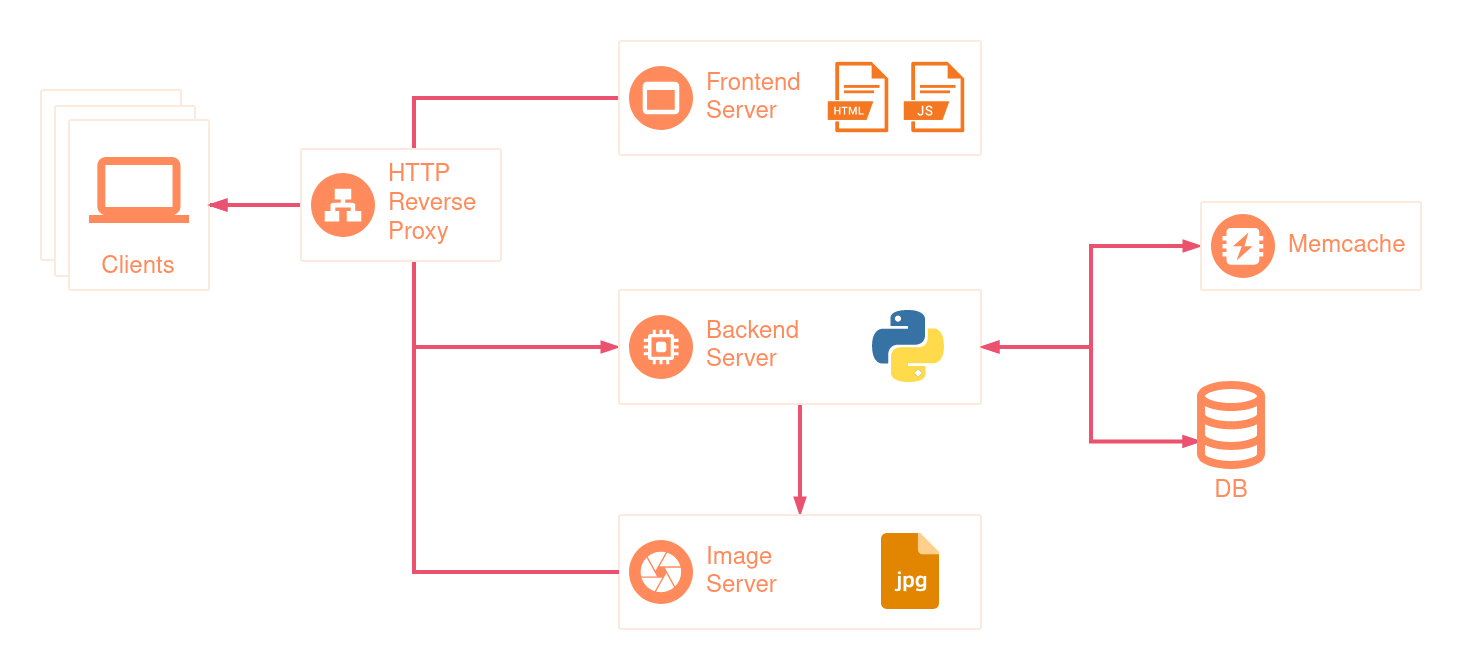 Clients
HTTP
Reverse
Proxy
Frontend
Server
HTML
JS
Backend
Server
Image
Server
jpg
Memcache
DB